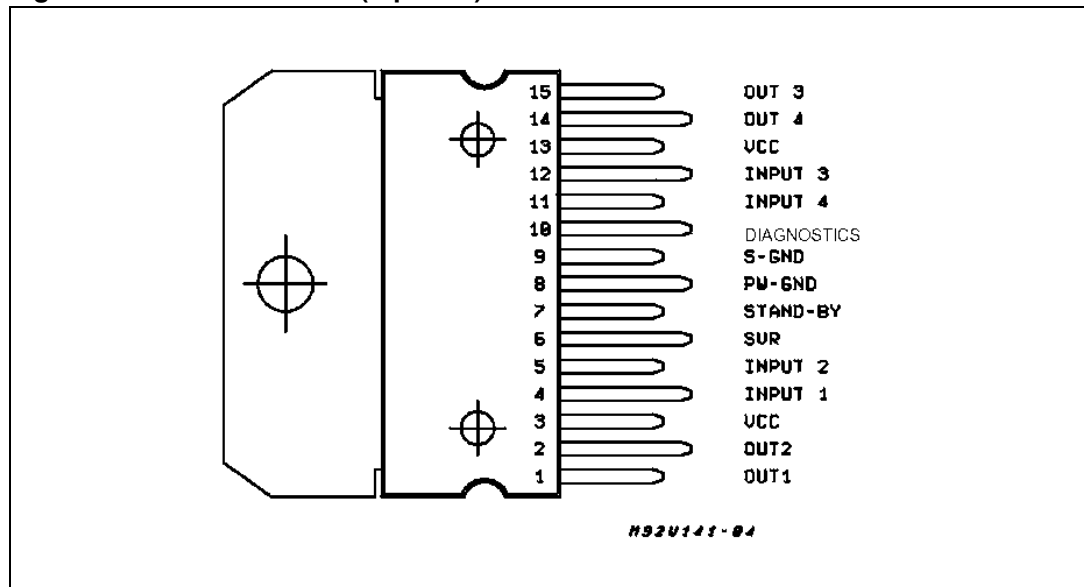 15 OUT 3
14 OUT 4
13 VCC
12 INPUT 3
11 INPUT 4
10 DIAGNOSTICS
9 S-GND
8 PW-GND
7 STAND-BY
6 SVR
5 INPUT 2
4 INPUT 1
3 VCC
2 OUT2
1 OUT1
M92V141-04